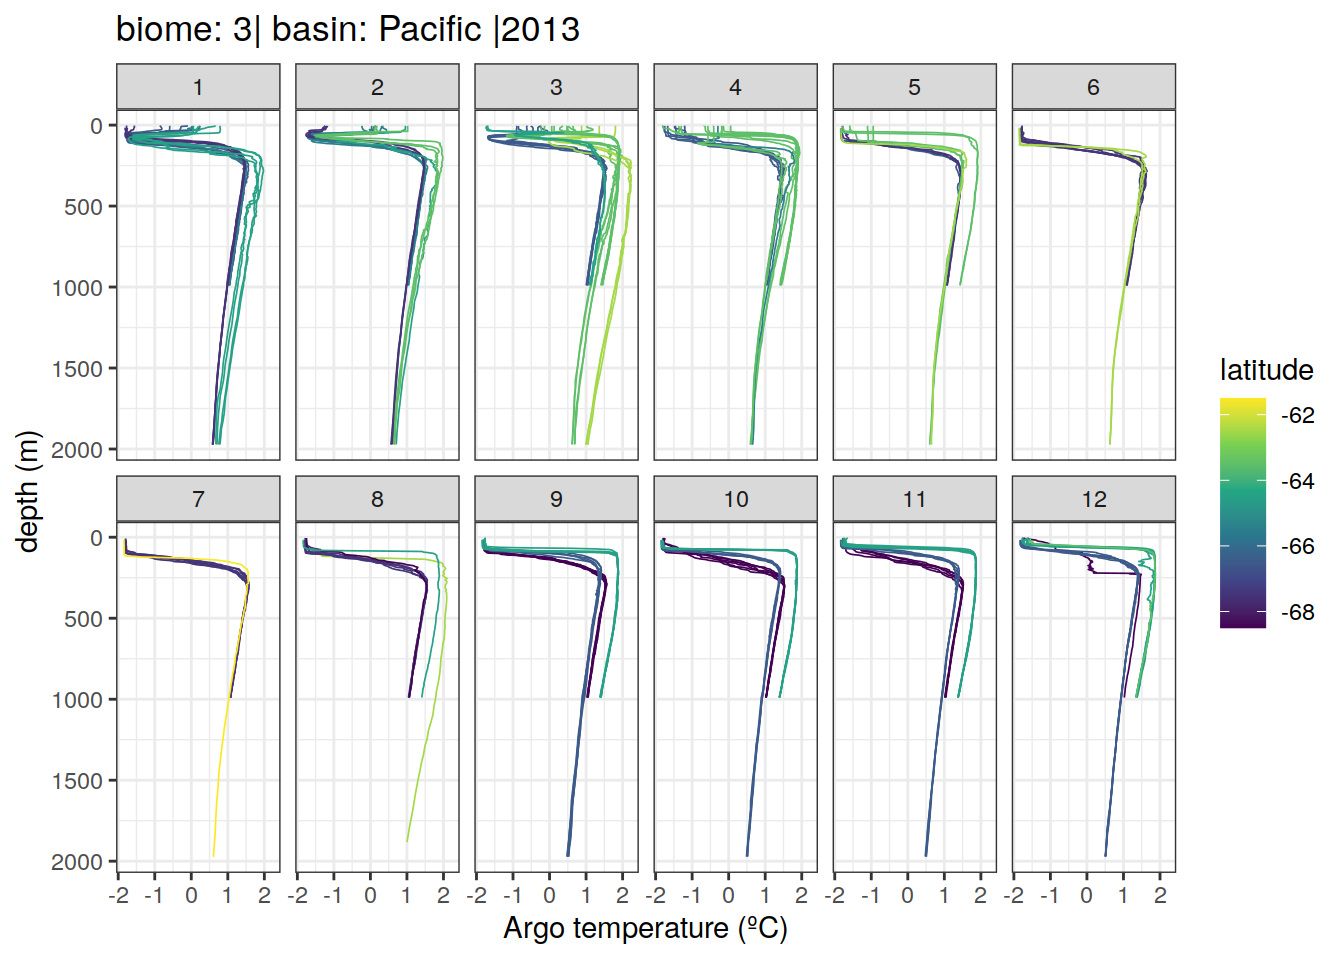 biome: 3| basin: Pacific |2013
1 2 3 4 5 6
0
500
1000
1500
2000
7 8 9 10 11 12
0
500
1000
1500
2000
-2 -1 0 1 2 -2 -1 0 1 2 -2 -1 0 1 2 -2 -1 0 1 2 -2 -1 0 1 2 -2 -1 0 1 2
Argo temperature (ºC)
depth (m)
latitude
-62
-64
-66
-68